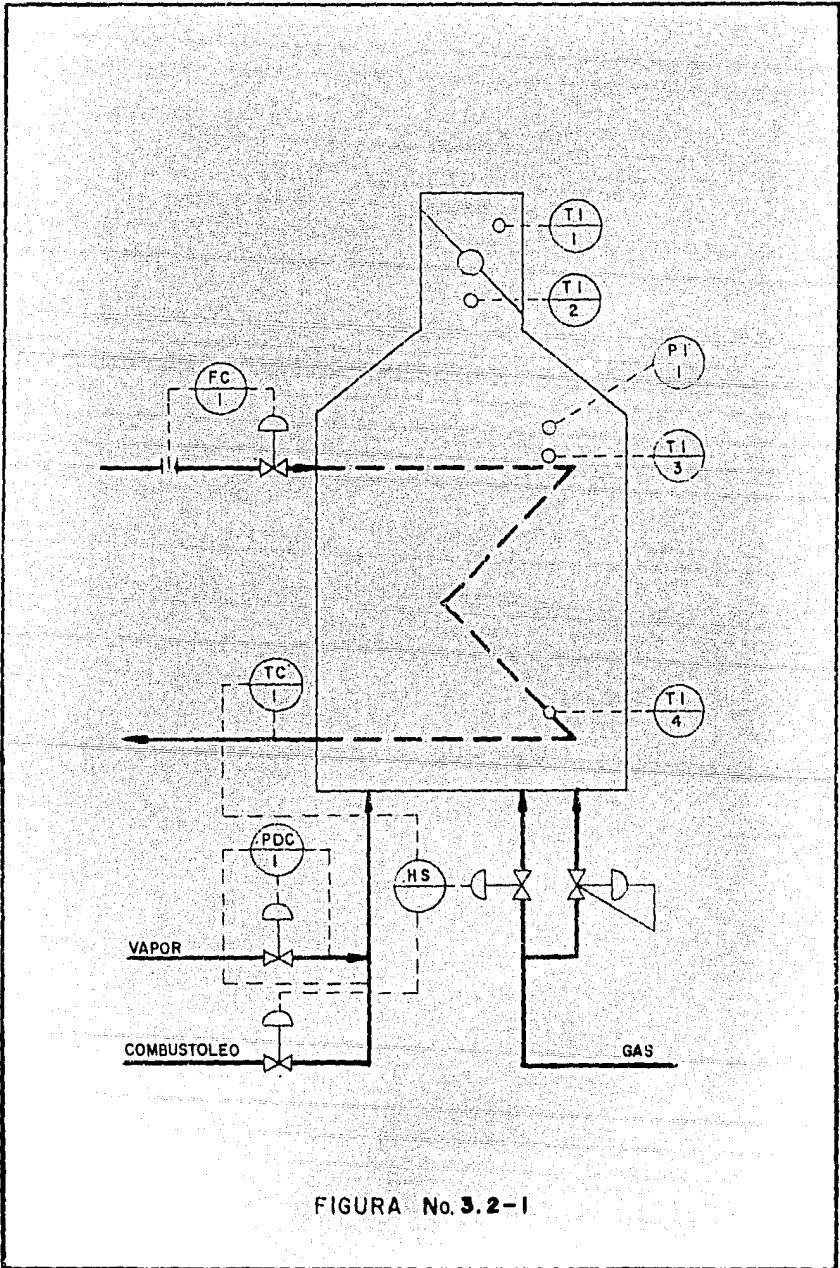 TI
1
TI
2
PI
1
FC
1
TI
3
TC
1
TI
4
PDC
1
HS
VAPOR
COMBUSTOLEO
GAS
FIGURA No. 3.2-1